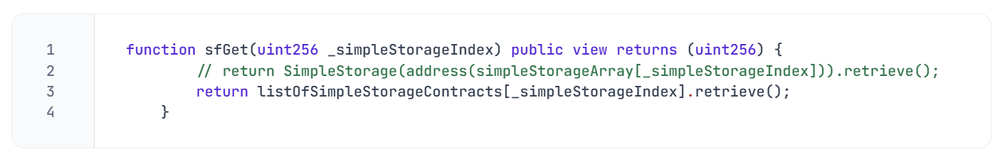 1 function sfGet(uint256 _simpleStorageIndex) public view returns (uint256) {
2 // return SimpleStorage(address(simpleStorageArray[_simpleStorageIndex])).retrieve();
3 return listOfSimpleStorageContracts[_simpleStorageIndex].retrieve();
4 }